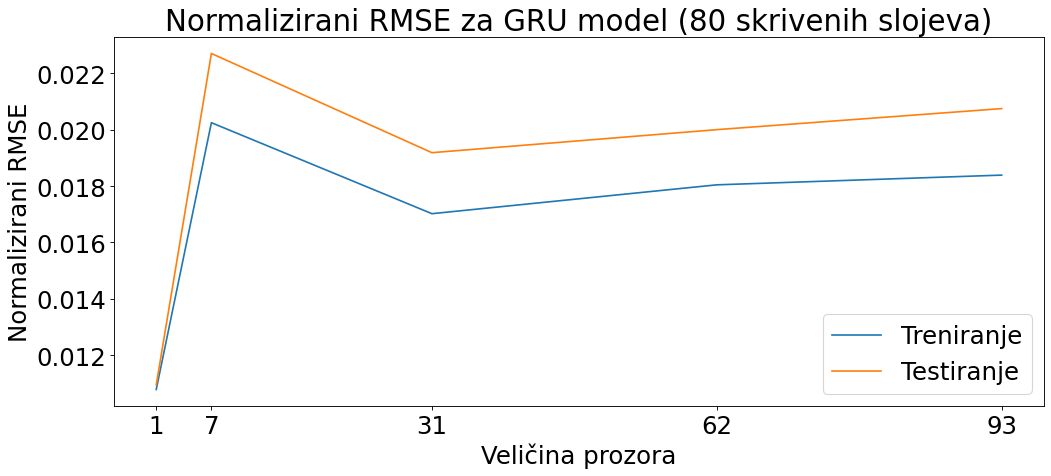 Normalizirani RMSE za GRU model (80 skrivenih slojeva)
Normalizirani RMSE
0.022
0.020
0.018
0.016
0.014
0.012
Treniranje
Testiranje
1 7 31 62 93
Veličina prozora